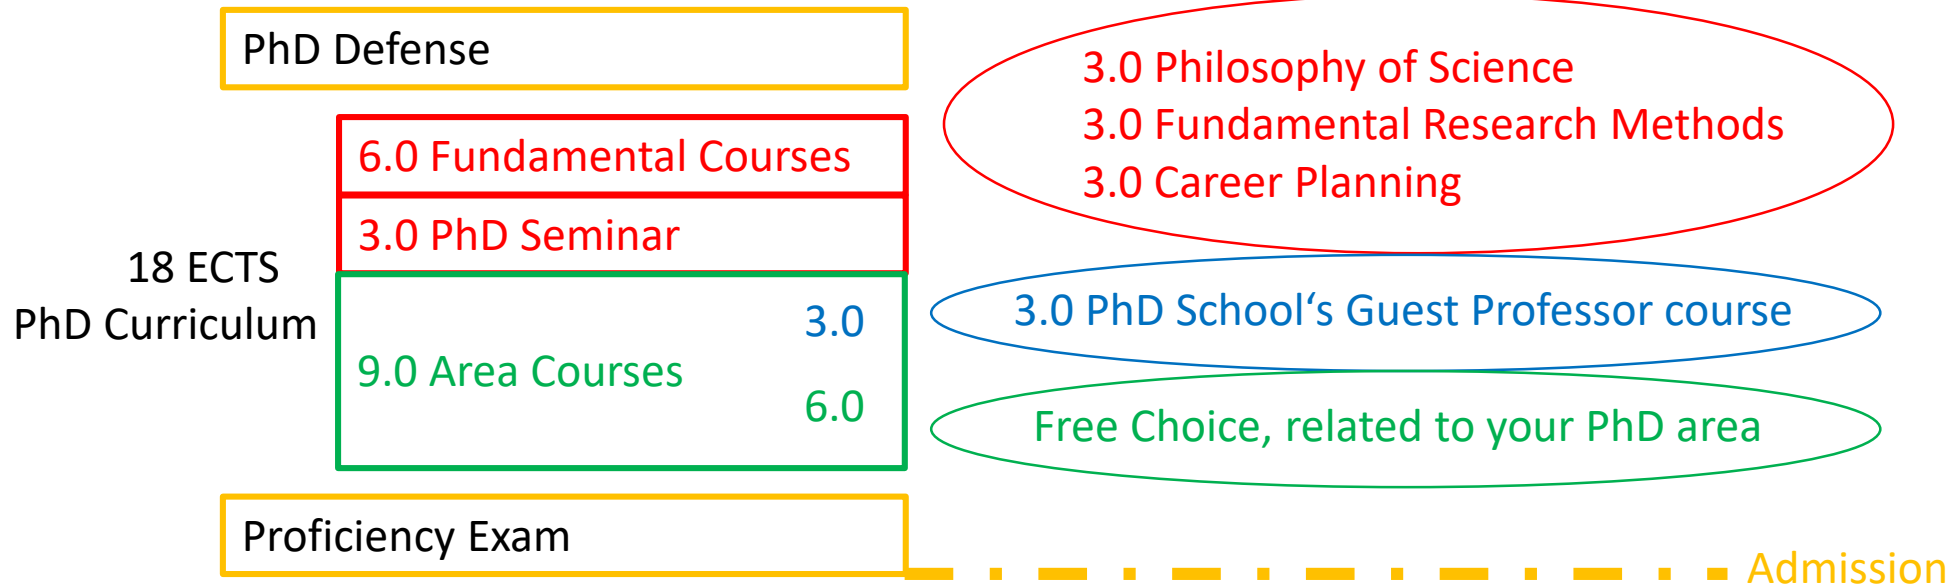 PhD Defense
6.0 Fundamental Courses
3.0 PhD Seminar
18 ECTS
PhD Curriculum
3.0
9.0 Area Courses
6.0
Proficiency Exam
3.0 Philosophy of Science
3.0 Fundamental Research Methods
3.0 Career Planning
3.0 PhD School‘s Guest Professor course
Free Choice, related to your PhD area
Admission